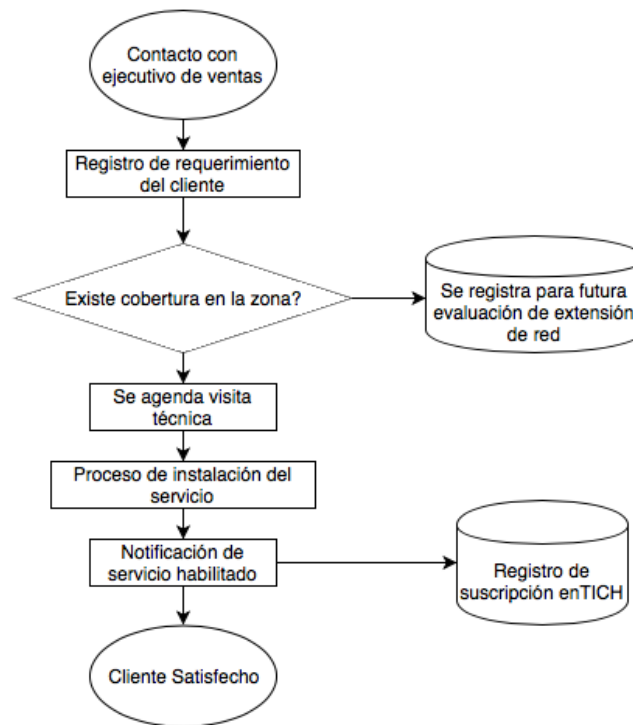 Contacto con
ejecutivo de ventas
Registro de requerimiento
del cliente
Existe cobertura en la zona?
Se registra para futura
evaluación de extensión
de red
Se agenda visita
técnica
Proceso de instalación del
servicio
Notificación de
servicio habilitado
Registro de
suscripción enTICH
Cliente Satisfecho